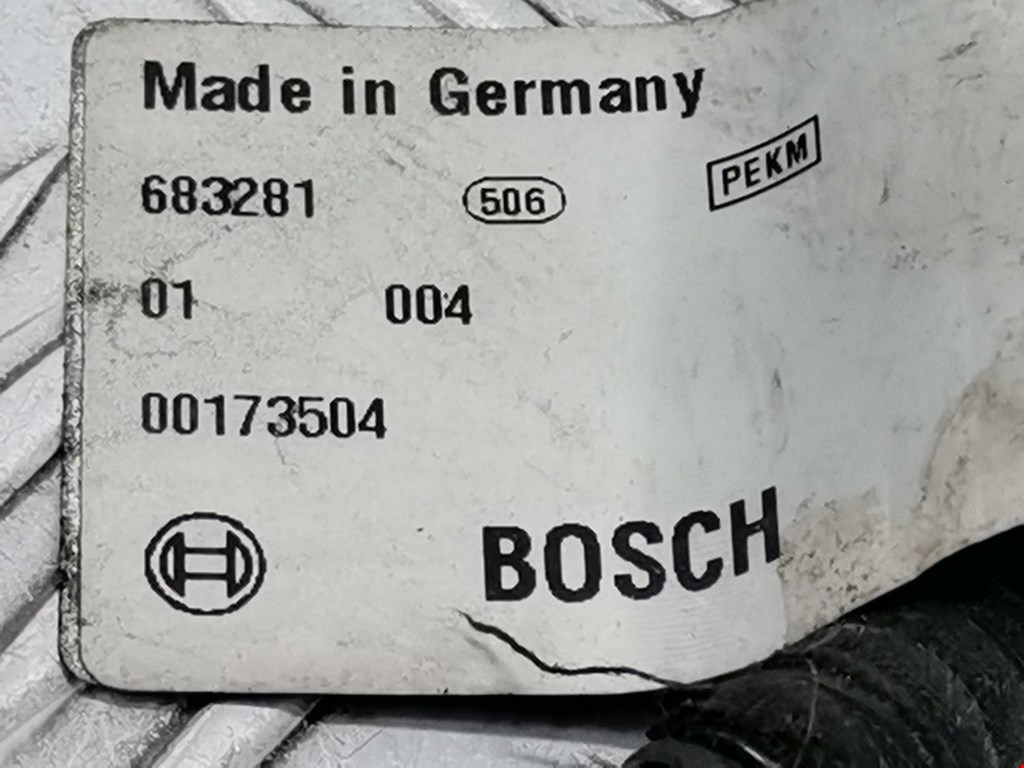 Made in Germany
683281 506 PEKM
01 004
00173504
BOSCH